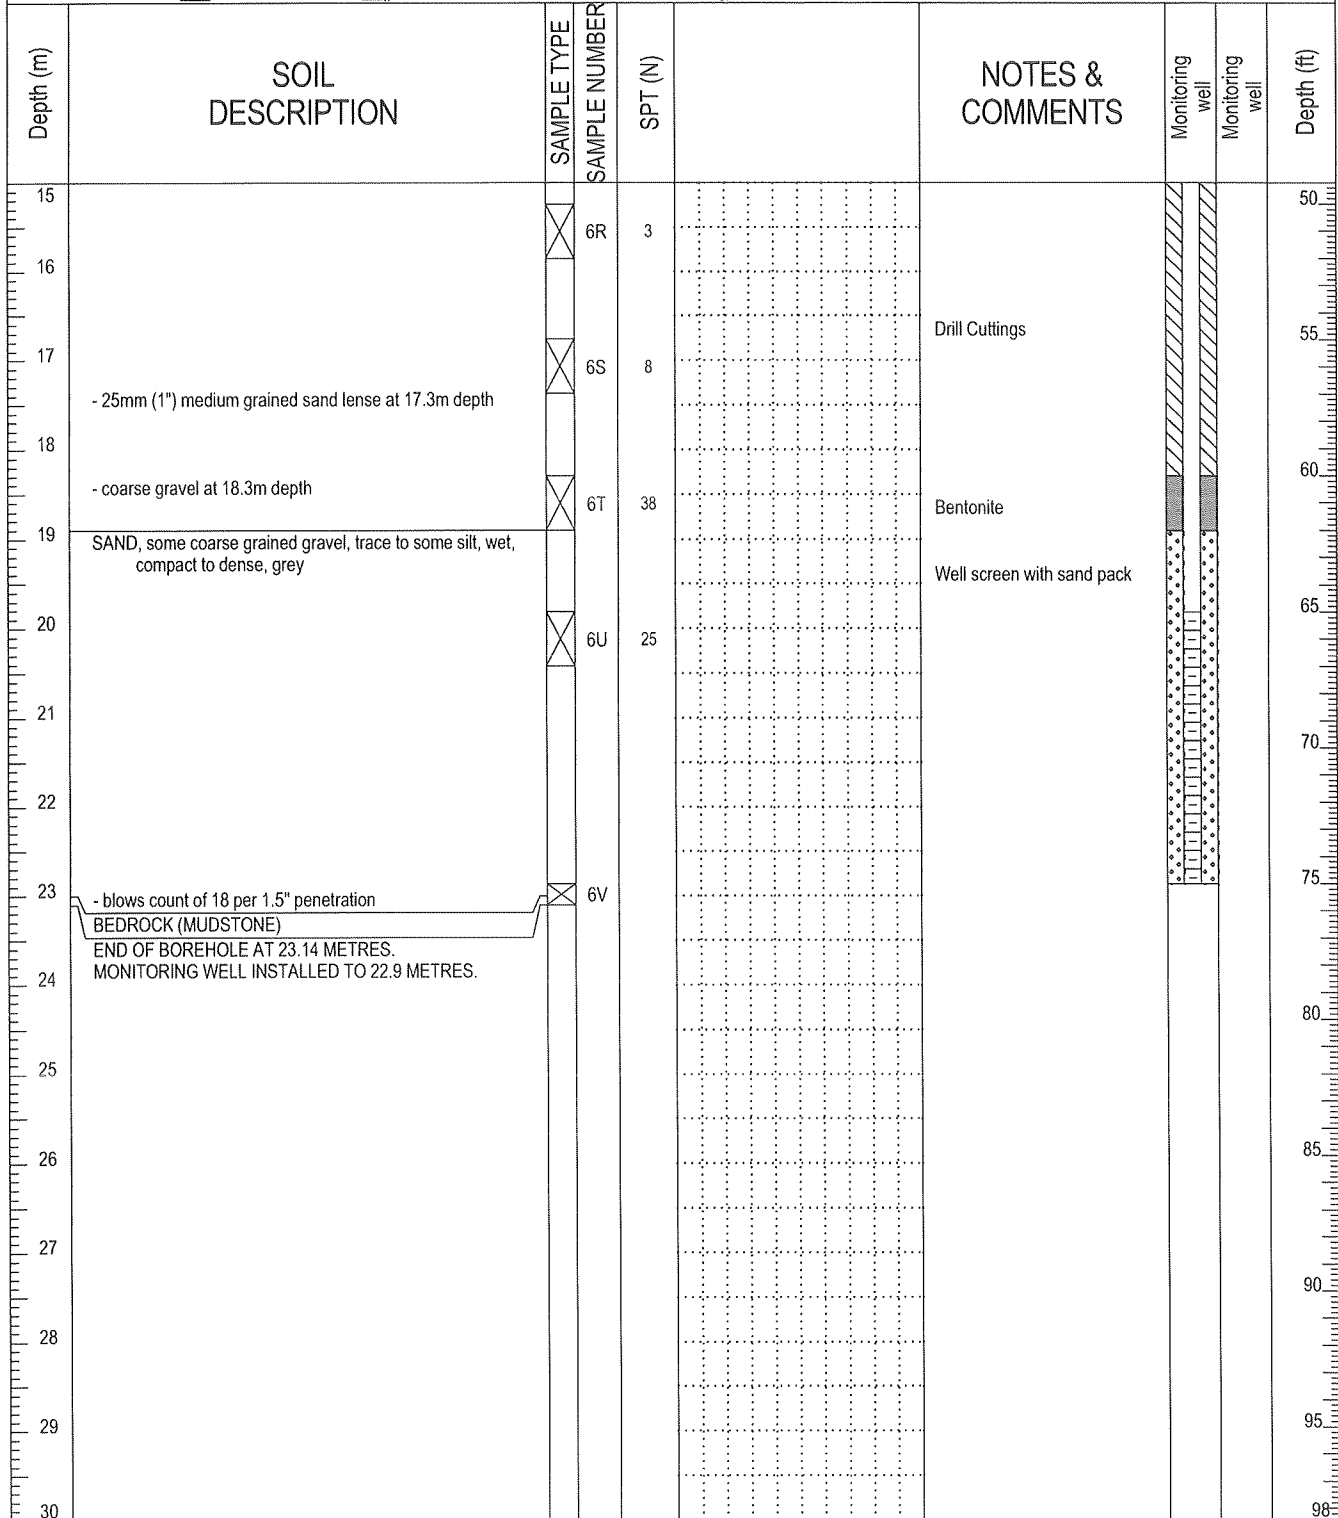 Depth (m)
SOIL
DESCRIPTION
SAMPLE TYPE
SAMPLE NUMBER
SPT (N)
NOTES &
COMMENTS
Monitoring
well
Monitoring
well
Depth (ft)
15
50
6R 3
16
Drill Cuttings
55
17
6S 8
- 25mm (1") medium grained sand lense at 17.3m depth
18
60
- coarse gravel at 18.3m depth
6T 38
Bentonite
19
SAND, some coarse grained gravel, trace to some silt, wet,
compact to dense, grey
Well screen with sand pack
65
20
6U 25
21
70
22
75
23
- blows count of 18 per 1.5" penetration
6V
BEDROCK (MUDSTONE)
END OF BOREHOLE AT 23.14 METRES.
MONITORING WELL INSTALLED TO 22.9 METRES.
24
80
25
26
85
27
90
28
29
95
30
98